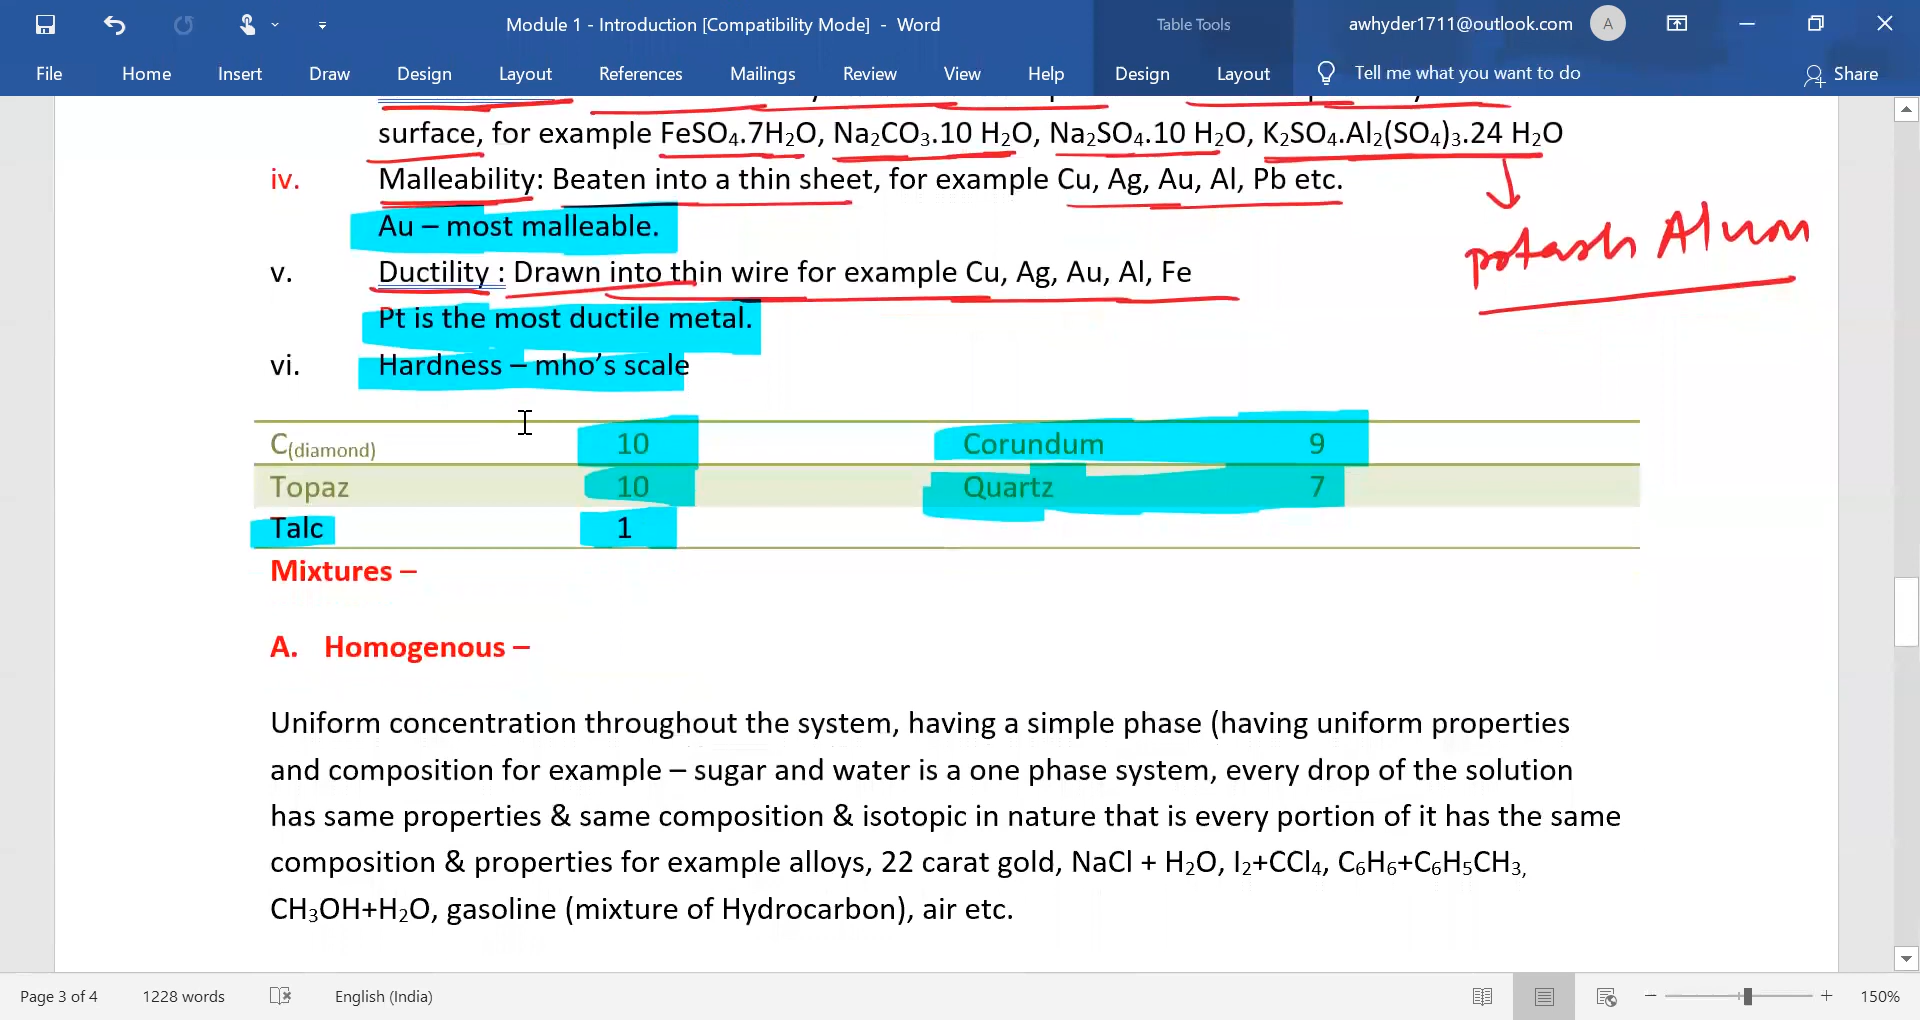 Module 1 - Introduction [Compatibility Mode] - Word
Table Tools
awhyder1711@outlook.com
A
File Home Insert Draw Design Layout References Mailings Review View Help Design Layout Tell me what you want to do Share
surface, for example FeSO₄.7H₂O, Na₂CO₃.10 H₂O, Na₂SO₄.10 H₂O, K₂SO₄.Al₂(SO₄)₃.24 H₂O
iv. Malleability: Beaten into a thin sheet, for example Cu, Ag, Au, Al, Pb etc.
Au – most malleable.
potash Alum
v. Ductility : Drawn into thin wire for example Cu, Ag, Au, Al, Fe
Pt is the most ductile metal.
vi. Hardness – mho’s scale
C(diamond) 10 Corundum 9
Topaz 10 Quartz 7
Talc 1
Mixtures –
A. Homogenous –
Uniform concentration throughout the system, having a simple phase (having uniform properties
and composition for example – sugar and water is a one phase system, every drop of the solution
has same properties & same composition & isotopic in nature that is every portion of it has the same
composition & properties for example alloys, 22 carat gold, NaCl + H₂O, I₂+CCl₄, C₆H₆+C₆H₅CH₃,
CH₃OH+H₂O, gasoline (mixture of Hydrocarbon), air etc.
Page 3 of 4 1228 words English (India) 150%